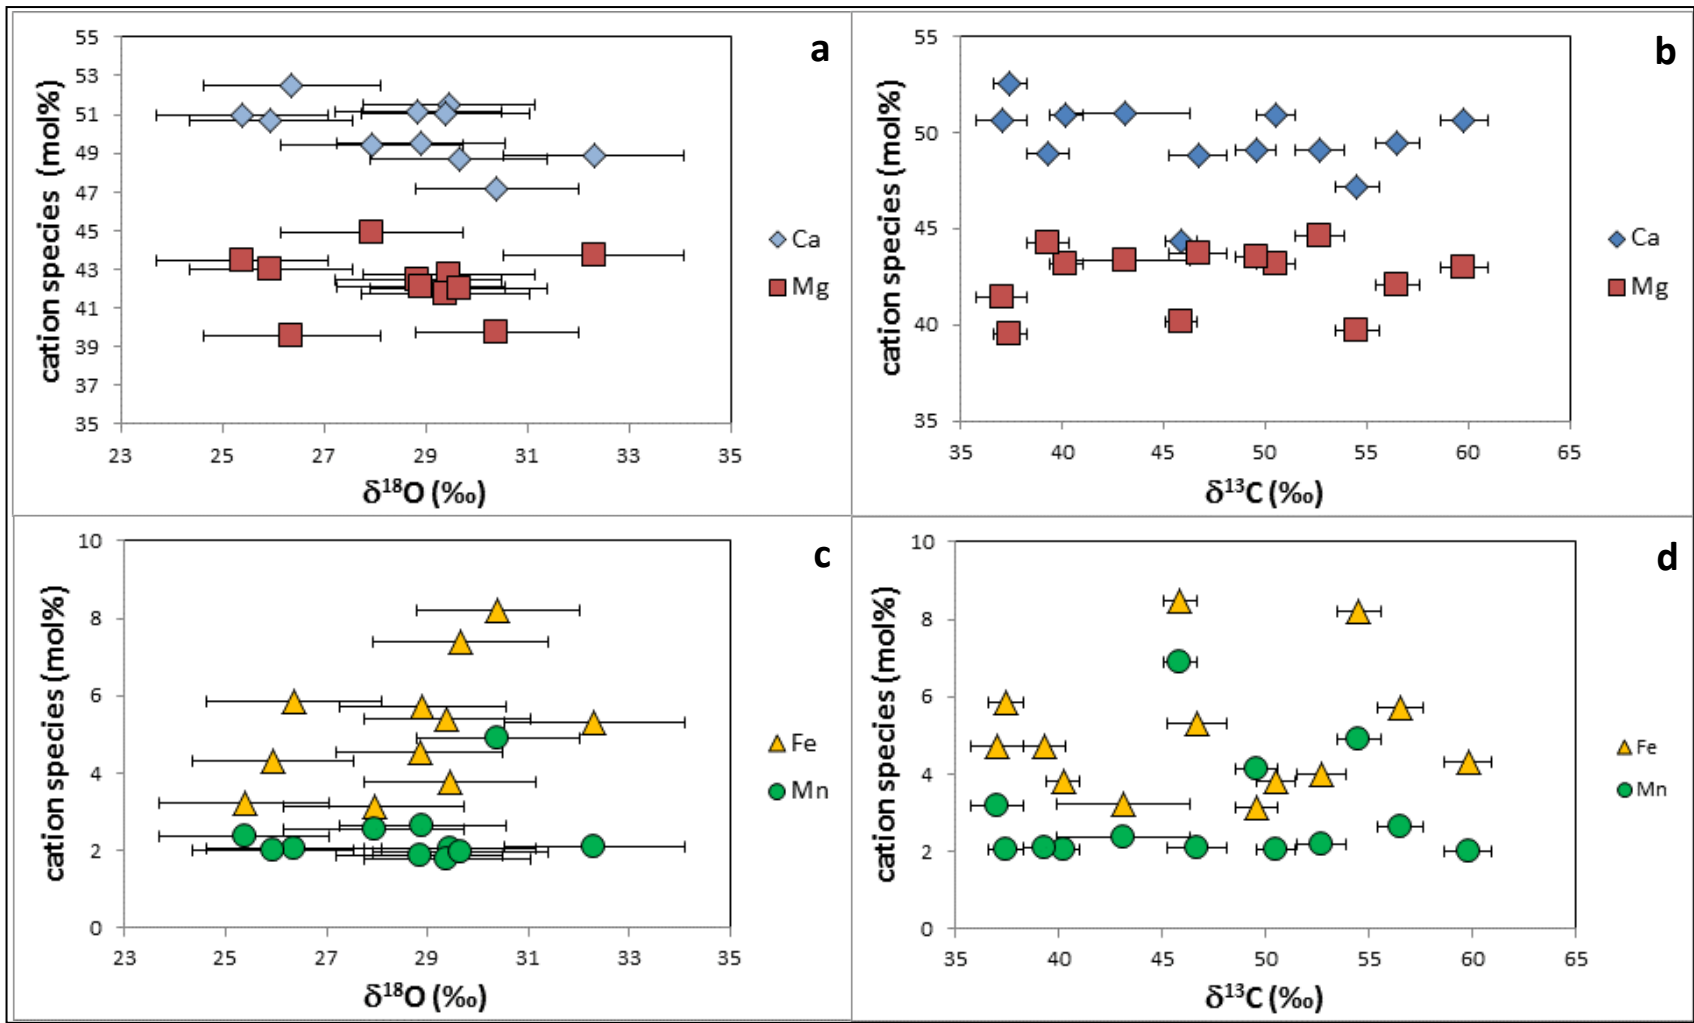 a
cation species (mol%)
55
53
51
49
47
45
43
41
39
37
35
23 25 27 29 31 33 35
δ18O (‰)
Ca
Mg
b
cation species (mol%)
55
50
45
40
35
35 40 45 50 55 60 65
δ13C (‰)
Ca
Mg
c
cation species (mol%)
10
8
6
4
2
0
23 25 27 29 31 33 35
δ18O (‰)
Fe
Mn
d
cation species (mol%)
10
8
6
4
2
0
35 40 45 50 55 60 65
δ13C (‰)
Fe
Mn